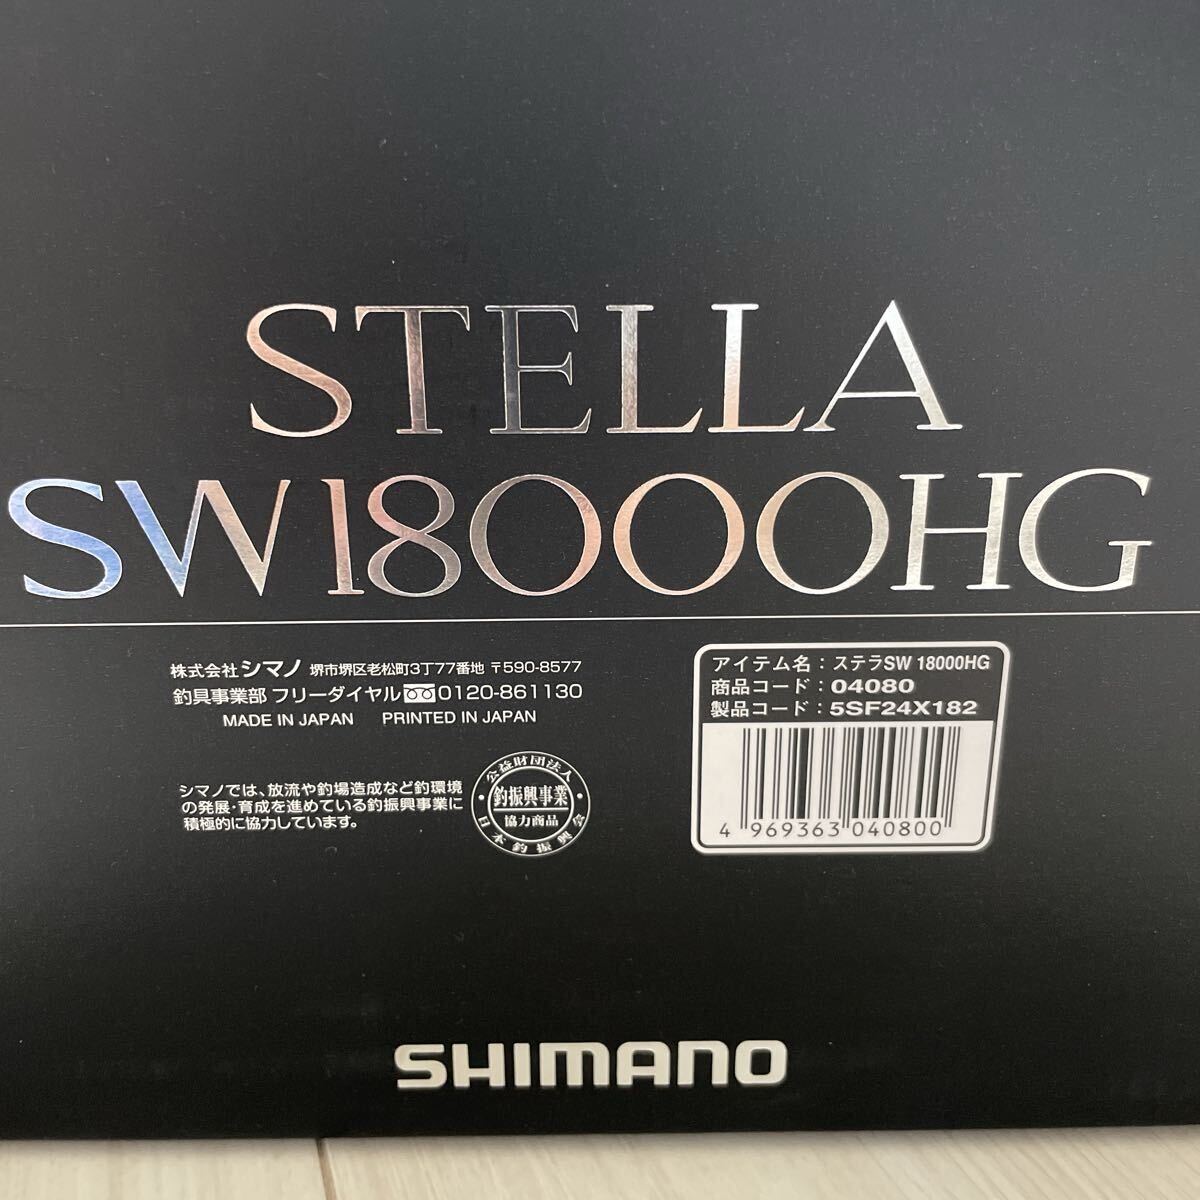 STELLA
SW18000HG
株式会社 シマノ 堺市堺区老松町3丁77番地 〒590-8577
釣具事業部 フリーダイヤル 0120-861130
MADE IN JAPAN PRINTED IN JAPAN
シマノでは、放流や釣場造成など釣環境
の発展・育成を進めている釣振興事業に
積極的に協力しています。
公益財団法人
釣振興事業
協力商品
日本釣振興会
アイテム名：ステラSW 18000HG
商品コード：04080
製品コード：5SF24X182
4 969363 040800
SHIMANO